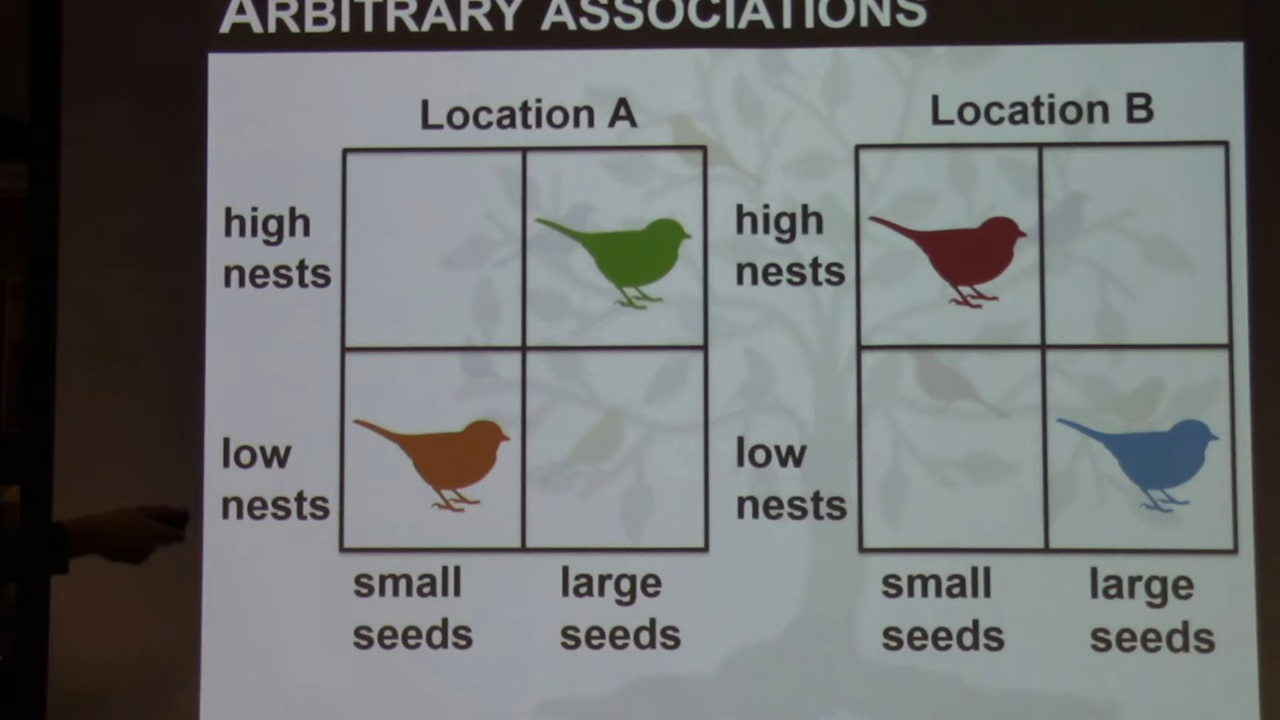 ARBITRARY ASSOCIATIONS
Location A
Location B
high
nests
high
nests
low
nests
low
nests
small
seeds
large
seeds
small
seeds
large
seeds